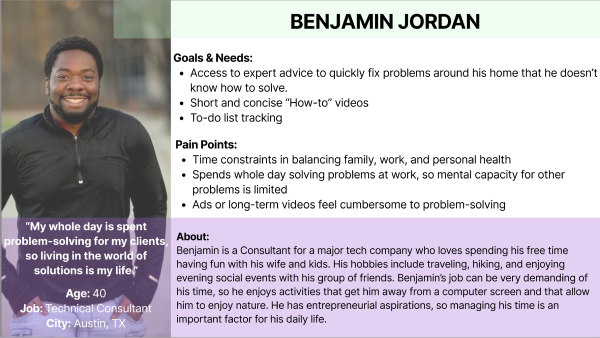 BENJAMIN JORDAN
Goals & Needs:
• Access to expert advice to quickly fix problems around his home that he doesn’t
know how to solve.
• Short and concise “How-to” videos
• To-do list tracking
Pain Points:
• Time constraints in balancing family, work, and personal health
• Spends whole day solving problems at work, so mental capacity for other
problems is limited
• Ads or long-term videos feel cumbersome to problem-solving
“My whole day is spent
problem-solving for my clients,
so living in the world of
solutions is my life.”
Age: 40
Job: Technical Consultant
City: Austin, TX
About:
Benjamin is a Consultant for a major tech company who loves spending his free time
having fun with his wife and kids. His hobbies include traveling, hiking, and enjoying
evening social events with his group of friends. Benjamin’s job can be very demanding of
his time, so he enjoys activities that get him away from a computer screen and that allow
him to enjoy nature. He has entrepreneurial aspirations, so managing his time is an
important factor for his daily life.